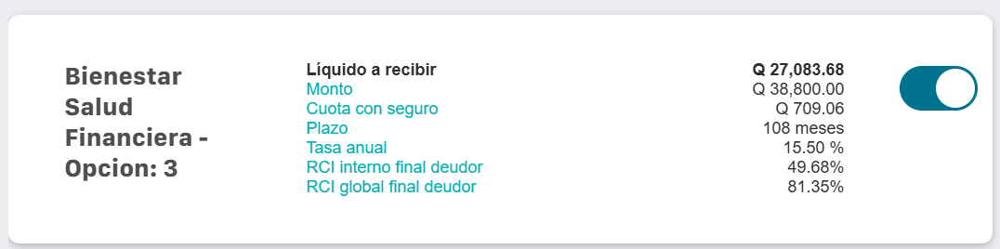 Bienestar
Salud
Financiera -
Opcion: 3
Líquido a recibir Q 27,083.68
Monto Q 38,800.00
Cuota con seguro Q 709.06
Plazo 108 meses
Tasa anual 15.50 %
RCI interno final deudor 49.68%
RCI global final deudor 81.35%